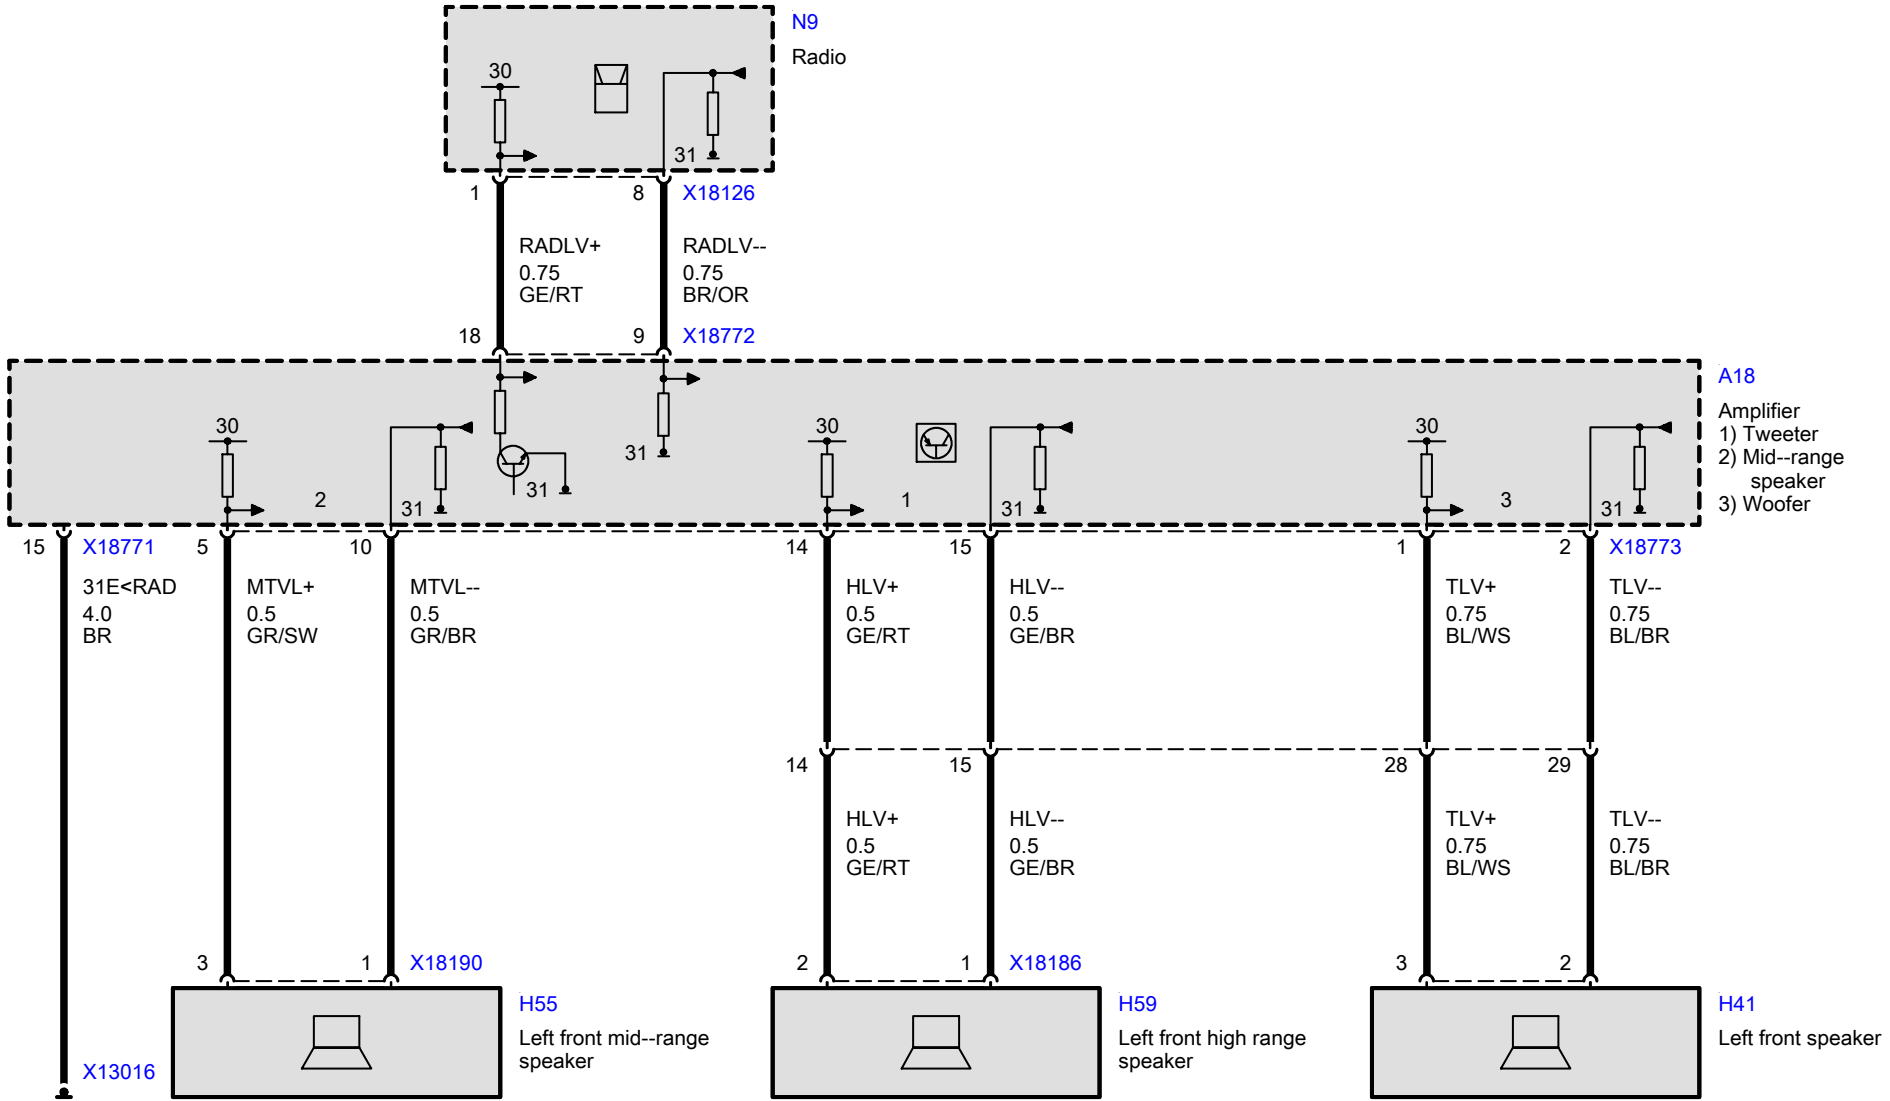 N9
Radio
30
31
1
8
X18126
RADLV+
0.75
GE/RT
RADLV--
0.75
BR/OR
18
9
X18772
A18
Amplifier
1) Tweeter
2) Mid--range
speaker
3) Woofer
30
2
31
31
31
30
1
31
30
3
31
15
X18771
5
10
14
15
1
2
X18773
31E<RAD
4.0
BR
MTVL+
0.5
GR/SW
MTVL--
0.5
GR/BR
HLV+
0.5
GE/RT
HLV--
0.5
GE/BR
TLV+
0.75
BL/WS
TLV--
0.75
BL/BR
14
15
28
29
HLV+
0.5
GE/RT
HLV--
0.5
GE/BR
TLV+
0.75
BL/WS
TLV--
0.75
BL/BR
3
1
X18190
2
1
X18186
3
2
X13016
H55
Left front mid--range
speaker
H59
Left front high range
speaker
H41
Left front speaker